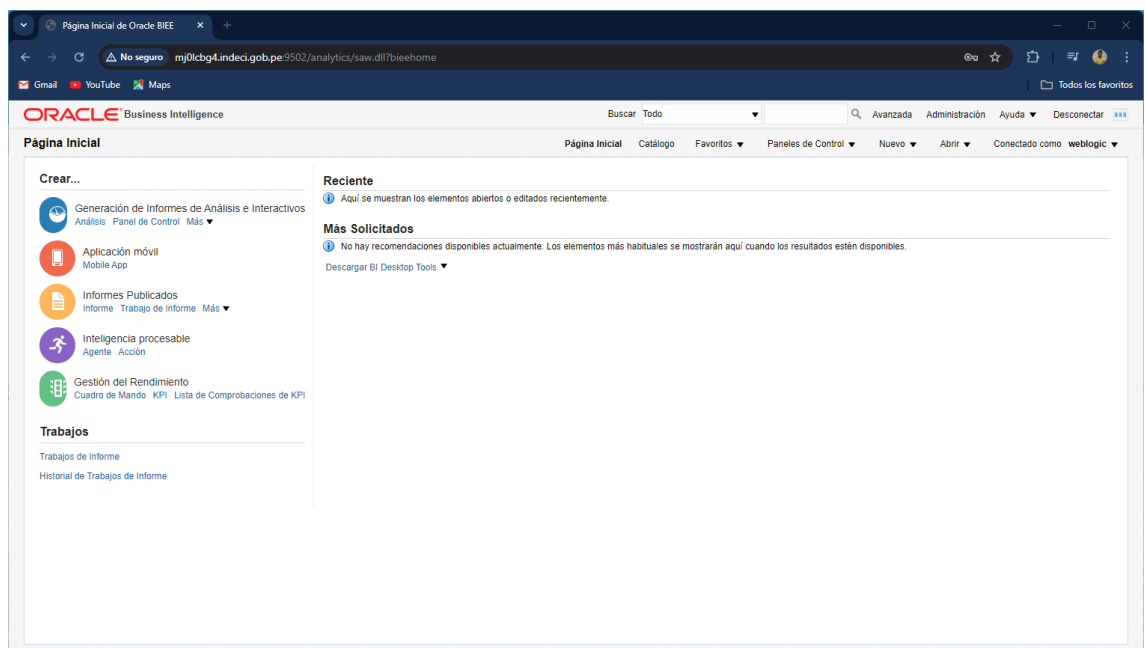 Página Inicial de Oracle BIEE
No seguro mj0lcbg4.indeci.gob.pe:9502/analytics/saw.dll?bieehome
Gmail YouTube Maps Todos los favoritos
ORACLE Business Intelligence Buscar Todo Avanzada Administración Ayuda Desconectar
Página Inicial Página Inicial Catálogo Favoritos Paneles de Control Nuevo Abrir Conectado como weblogic
Crear...
Generación de Informes de Análisis e Interactivos
Análisis Panel de Control Más
Aplicación móvil
Mobile App
Informes Publicados
Informe Trabajo de Informe Más
Inteligencia procesable
Agente Acción
Gestión del Rendimiento
Cuadro de Mando KPI Lista de Comprobaciones de KPI
Trabajos
Trabajos de Informe
Historial de Trabajos de Informe
Reciente
Aquí se muestran los elementos abiertos o editados recientemente.
Más Solicitados
No hay recomendaciones disponibles actualmente. Los elementos más habituales se mostrarán aquí cuando los resultados estén disponibles.
Descargar BI Desktop Tools